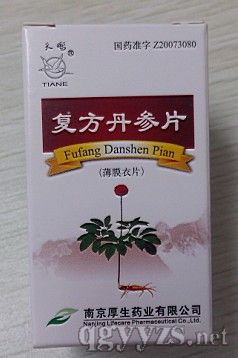 天鹅®
TIANE
国药准字 Z20073080
复方丹参片
Fufang Danshen Pian
(薄膜衣片)
南京厚生药业有限公司
Nanjing Lifecare Pharmaceutical Co.,Ltd.
qgyyzs.net